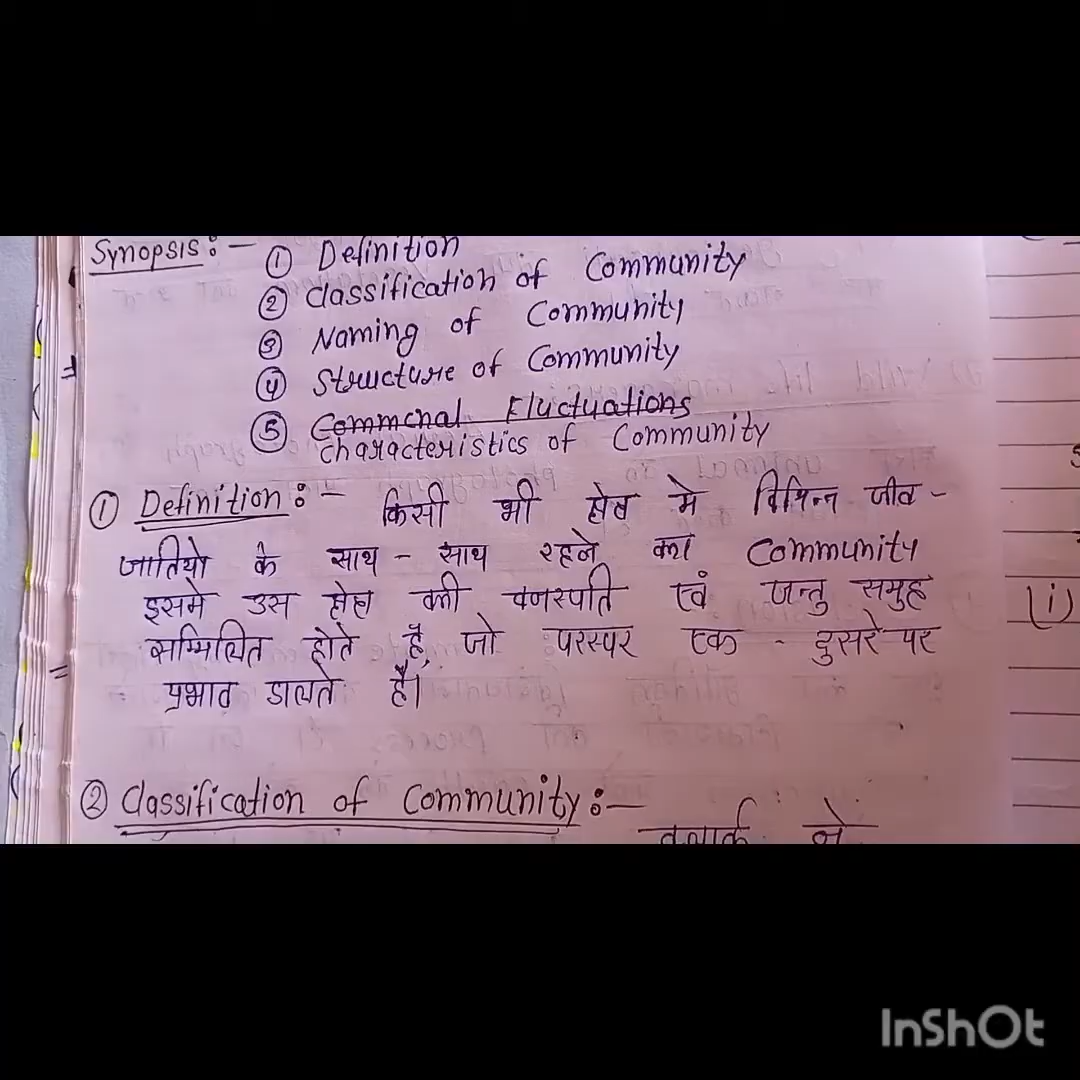 Synopsis:-
① Definition
② Classification of Community
③ Naming of Community
④ Structure of Community
⑤ Commenal Fluctuations
Characteristics of Community
① Definition:- किसी भी क्षेत्र मे विभिन्न जीव -
जातियो के साथ - साथ रहने का Community
इसमे उस क्षेत्र की वनस्पति एवं जन्तु समुह
सम्मिलित होते हैं, जो परस्पर एक - दुसरे पर
प्रभाव डालते है।
② Classification of Community:-
ने
(i)
InShOt